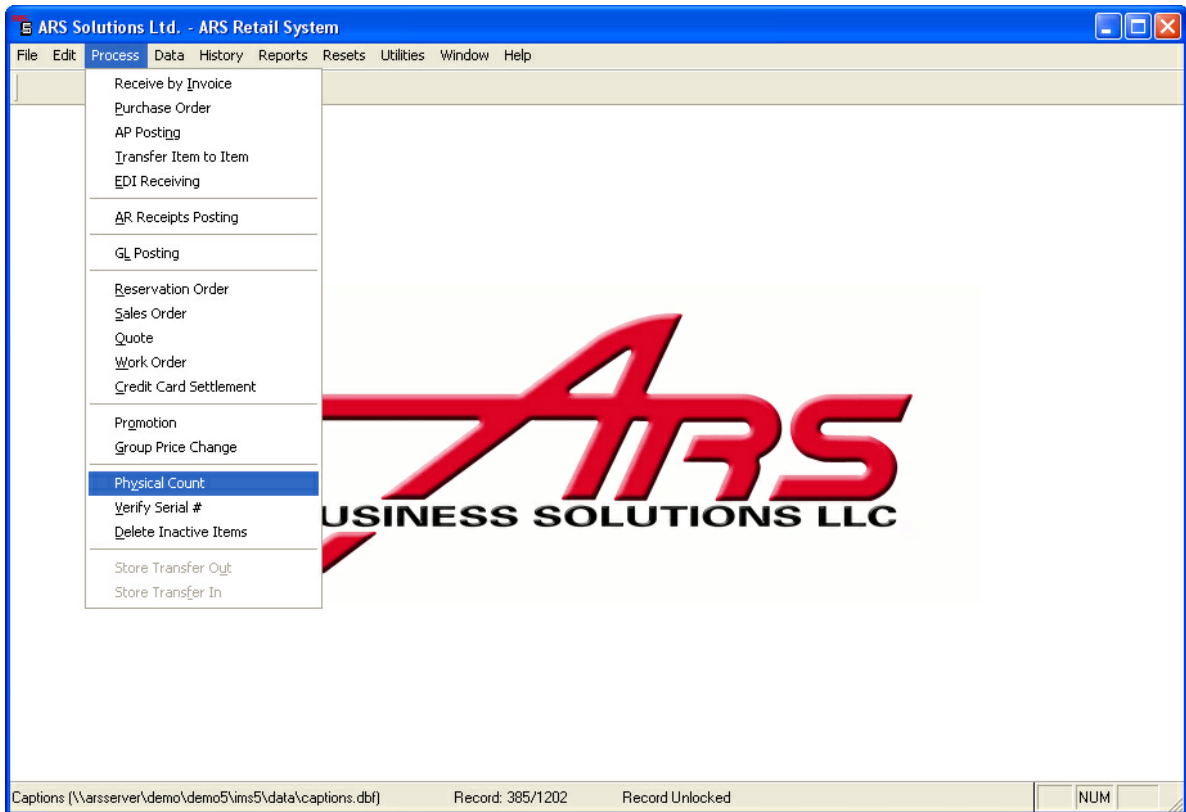 ARS Solutions Ltd. - ARS Retail System
File Edit Process Data History Reports Resets Utilities Window Help
Receive by Invoice
Purchase Order
AP Posting
Transfer Item to Item
EDI Receiving
AR Receipts Posting
GL Posting
Reservation Order
Sales Order
Quote
Work Order
Credit Card Settlement
Promotion
Group Price Change
Physical Count
Verify Serial #
Delete Inactive Items
Store Transfer Out
Store Transfer In
ARS
USINESS SOLUTIONS LLC
Captions (\\arsserver\demo\demo5\ims5\data\captions.dbf) Record: 385/1202 Record Unlocked NUM